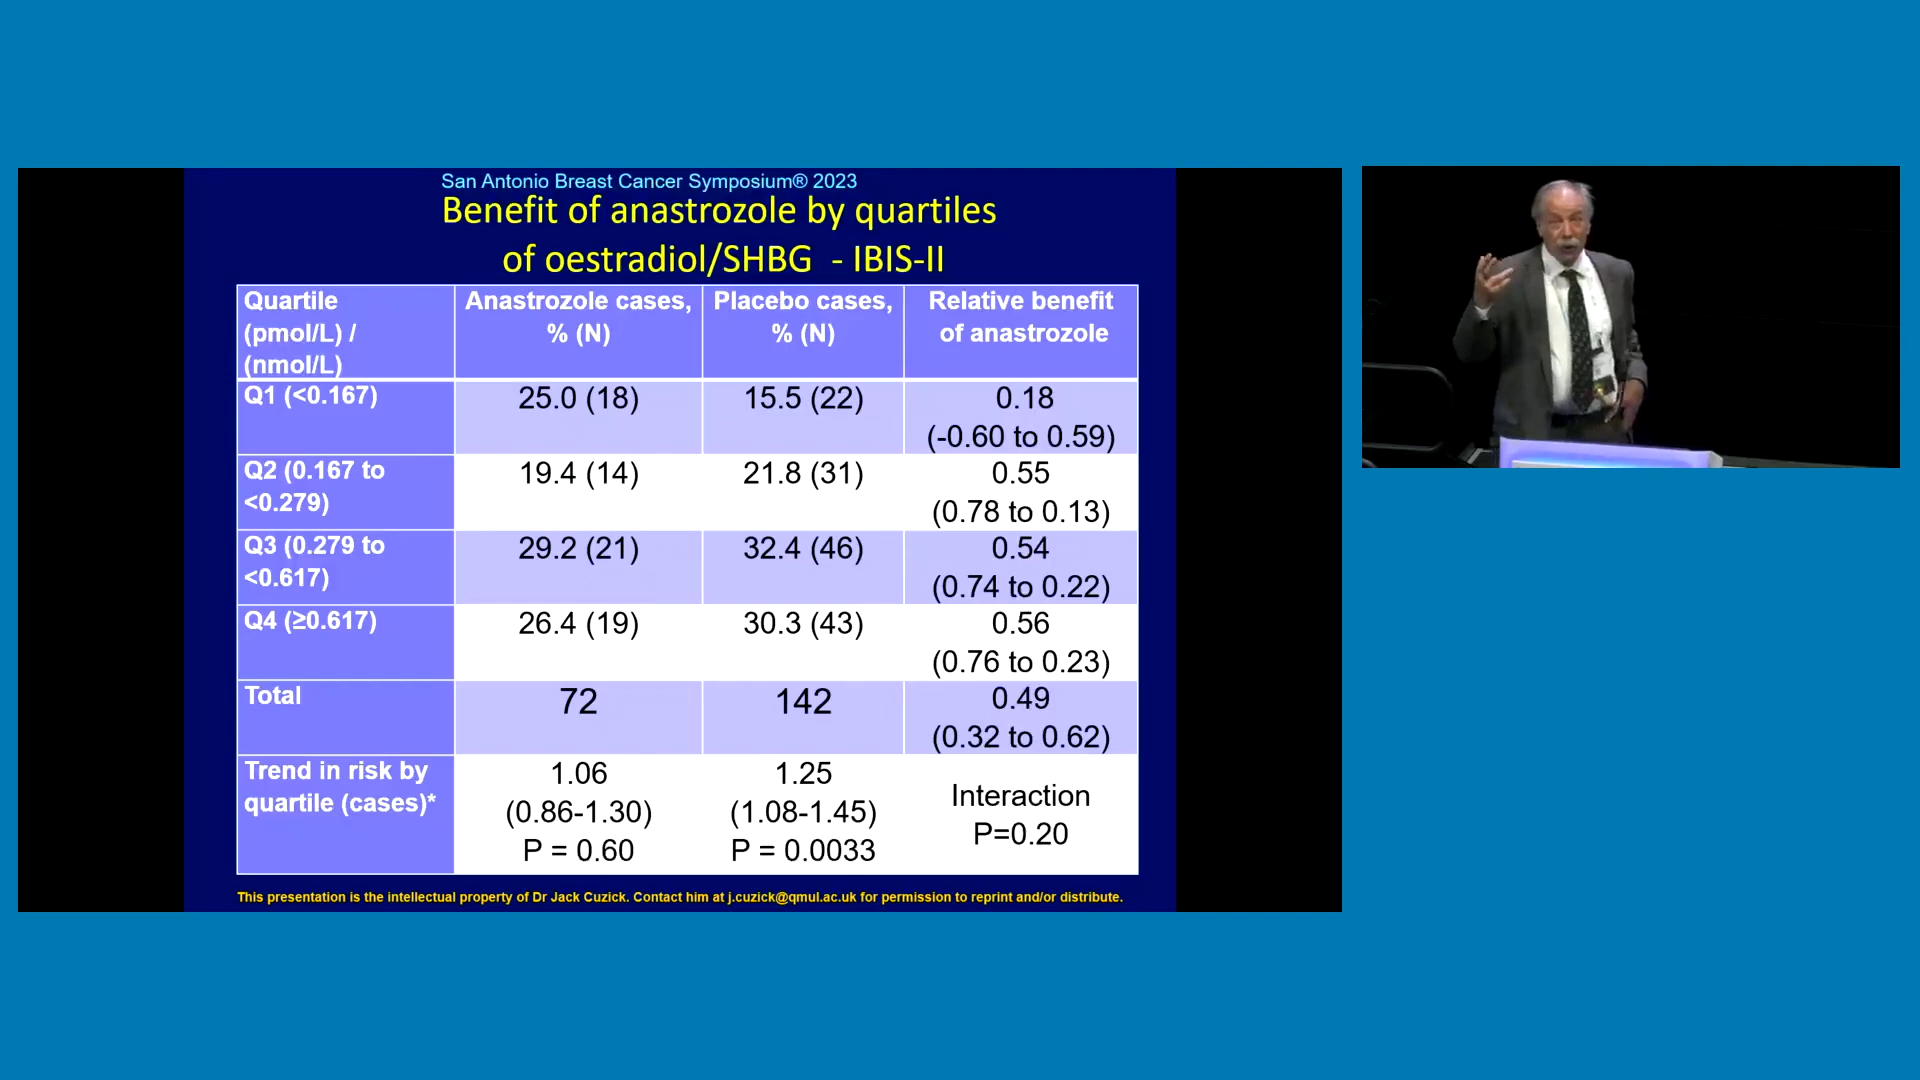 San Antonio Breast Cancer Symposium® 2023
Benefit of anastrozole by quartiles
of oestradiol/SHBG - IBIS-II
Quartile
(pmol/L) /
(nmol/L)
Anastrozole cases,
% (N)
Placebo cases,
% (N)
Relative benefit
of anastrozole
Q1 (<0.167)
25.0 (18)
15.5 (22)
0.18
(-0.60 to 0.59)
Q2 (0.167 to
<0.279)
19.4 (14)
21.8 (31)
0.55
(0.78 to 0.13)
Q3 (0.279 to
<0.617)
29.2 (21)
32.4 (46)
0.54
(0.74 to 0.22)
Q4 (≥0.617)
26.4 (19)
30.3 (43)
0.56
(0.76 to 0.23)
Total
72
142
0.49
(0.32 to 0.62)
Trend in risk by
quartile (cases)*
1.06
(0.86-1.30)
P = 0.60
1.25
(1.08-1.45)
P = 0.0033
Interaction
P=0.20
This presentation is the intellectual property of Dr Jack Cuzick. Contact him at j.cuzick@qmul.ac.uk for permission to reprint and/or distribute.